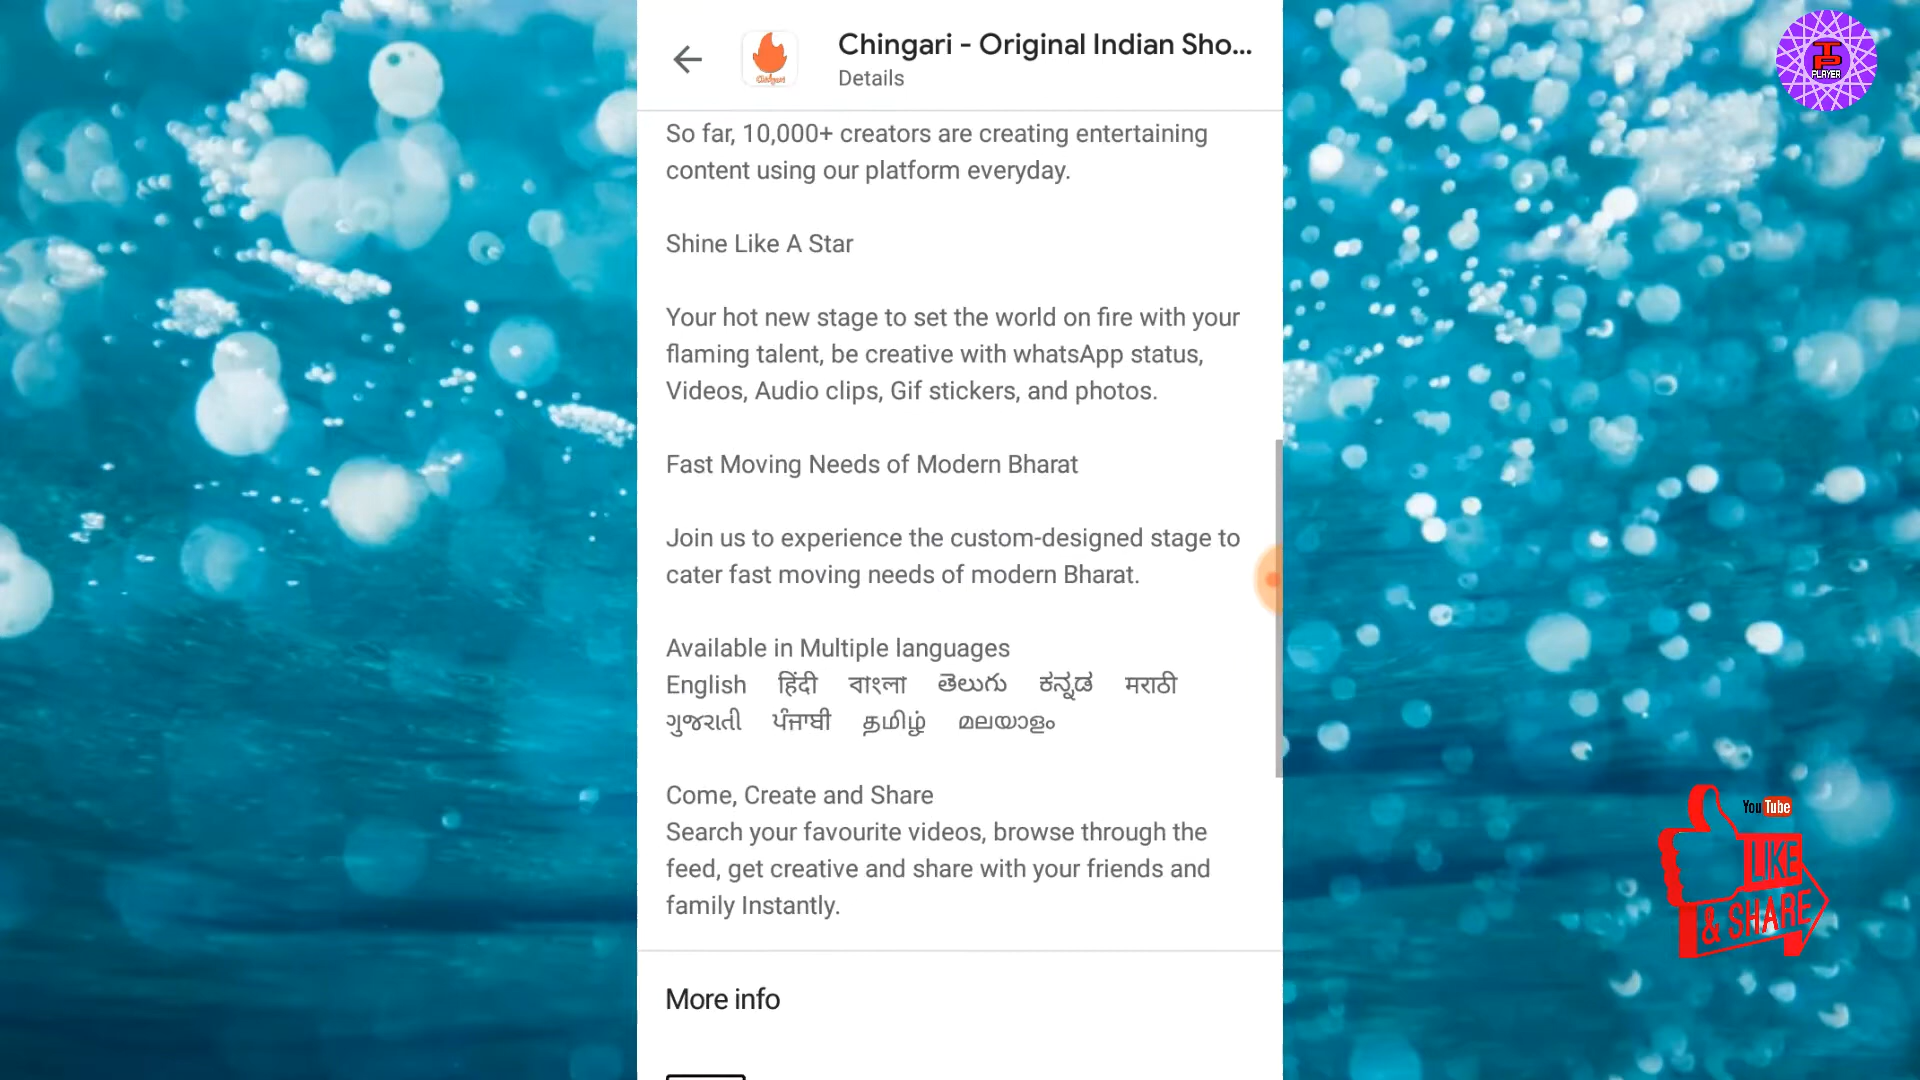 Chingari - Original Indian Sho...
Details
So far, 10,000+ creators are creating entertaining
content using our platform everyday.
Shine Like A Star
Your hot new stage to set the world on fire with your
flaming talent, be creative with whatsApp status,
Videos, Audio clips, Gif stickers, and photos.
Fast Moving Needs of Modern Bharat
Join us to experience the custom-designed stage to
cater fast moving needs of modern Bharat.
Available in Multiple languages
English हिंदी বাংলা తెలుగు ಕನ್ನಡ मराठी
ગુજરાતી ਪੰਜਾਬੀ தமிழ் മലയാളം
Come, Create and Share
Search your favourite videos, browse through the
feed, get creative and share with your friends and
family Instantly.
More info
T
P
PLAYER
YouTube
LIKE
& SHARE